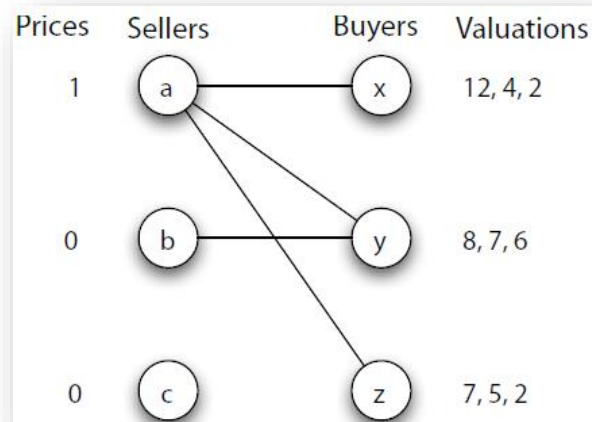 Prices Sellers Buyers Valuations
1 a x 12, 4, 2
0 b y 8, 7, 6
0 c z 7, 5, 2